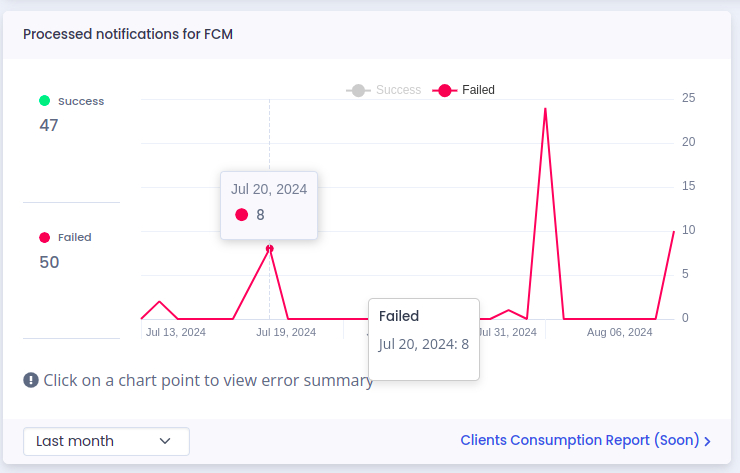 Processed notifications for FCM
Success
47
Failed
50
Success
Failed
25
20
15
10
5
0
Jul 20, 2024
8
Failed
Jul 20, 2024: 8
Jul 13, 2024
Jul 19, 2024
Jul 31, 2024
Aug 06, 2024
Click on a chart point to view error summary
Last month
Clients Consumption Report (Soon)